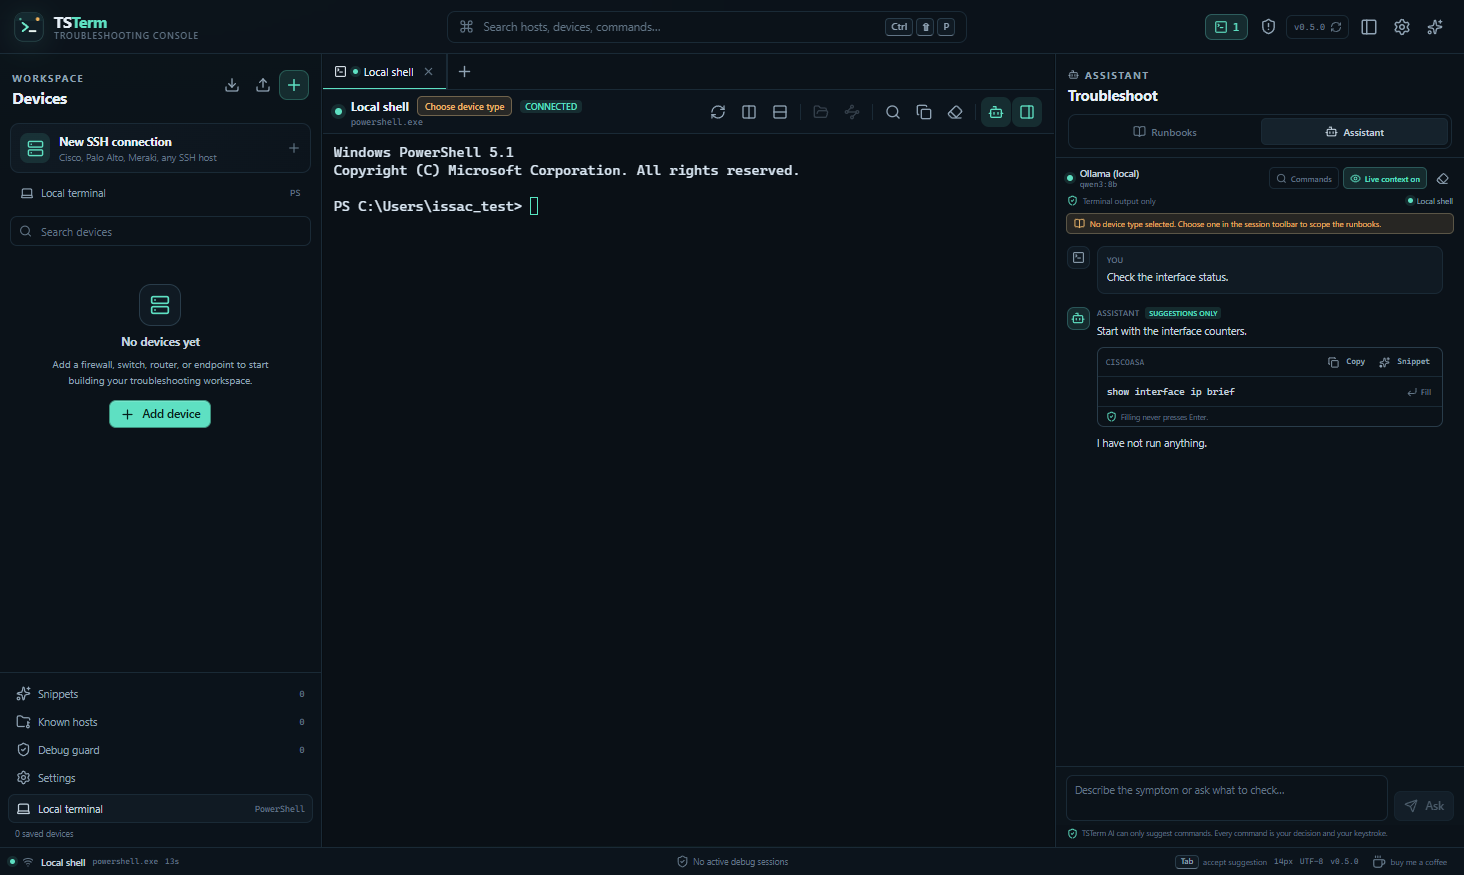 TSTerm
TROUBLESHOOTING CONSOLE
Search hosts, devices, commands...
Ctrl
P
1
v0.5.0
WORKSPACE
Devices
New SSH connection
Cisco, Palo Alto, Meraki, any SSH host
Local terminal
PS
Search devices
No devices yet
Add a firewall, switch, router, or endpoint to start
building your troubleshooting workspace.
Add device
Snippets
0
Known hosts
0
Debug guard
0
Settings
Local terminal
PowerShell
0 saved devices
Local shell
Local shell
Choose device type
CONNECTED
powershell.exe
Windows PowerShell 5.1
Copyright (C) Microsoft Corporation. All rights reserved.
PS C:\Users\issac_test>
ASSISTANT
Troubleshoot
Runbooks
Assistant
Ollama (local)
qwen3:8b
Commands
Live context on
Terminal output only
Local shell
No device type selected. Choose one in the session toolbar to scope the runbooks.
YOU
Check the interface status.
ASSISTANT
SUGGESTIONS ONLY
Start with the interface counters.
CISCOASA
Copy
Snippet
show interface ip brief
Fill
Filling never presses Enter.
I have not run anything.
Describe the symptom or ask what to check...
Ask
TSTerm AI can only suggest commands. Every command is your decision and your keystroke.
Local shell
powershell.exe
13s
No active debug sessions
Tab
accept suggestion
14px
UTF-8
v0.5.0
buy me a coffee